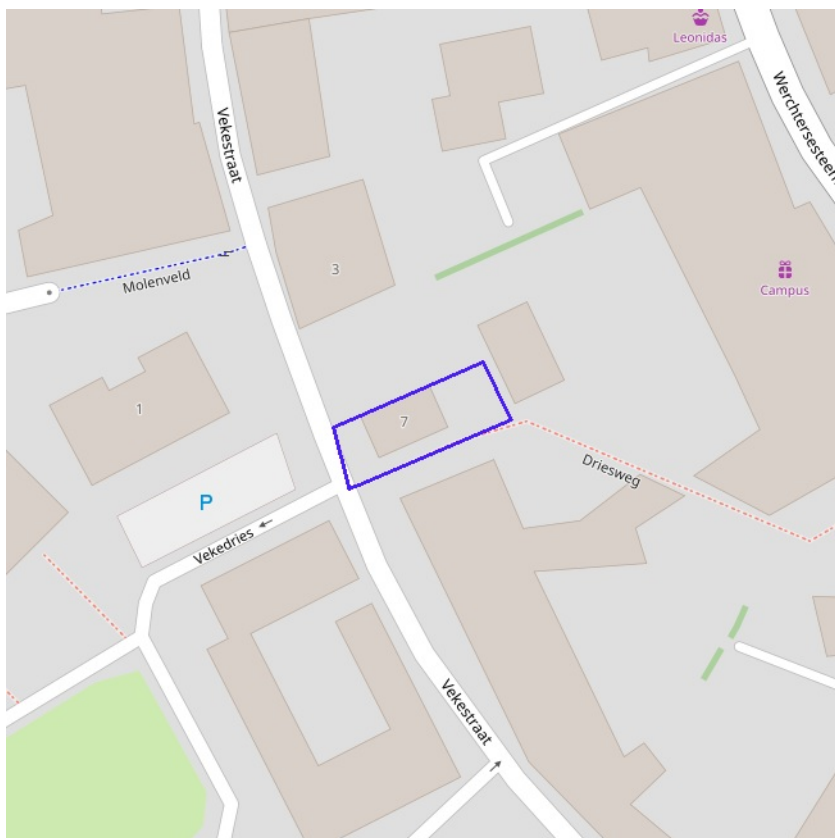 Leonidas
Werchtersesteen
Vekestraat
3
Molenveld
Campus
1
7
P
Driesweg
Vekedries
Vekestraat